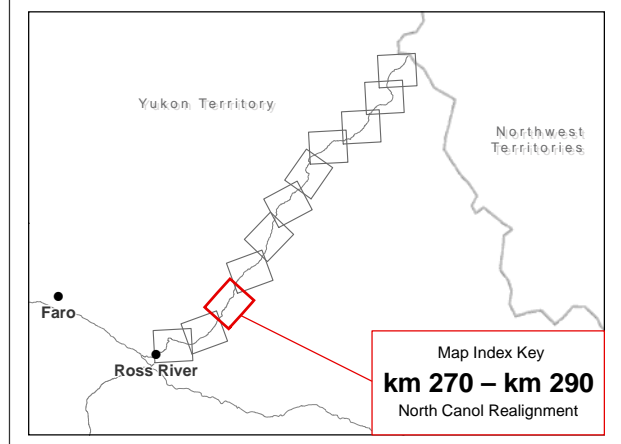 Yukon Territory
Northwest
Territories
Faro
Ross River
Map Index Key
km 270 – km 290
North Canol Realignment